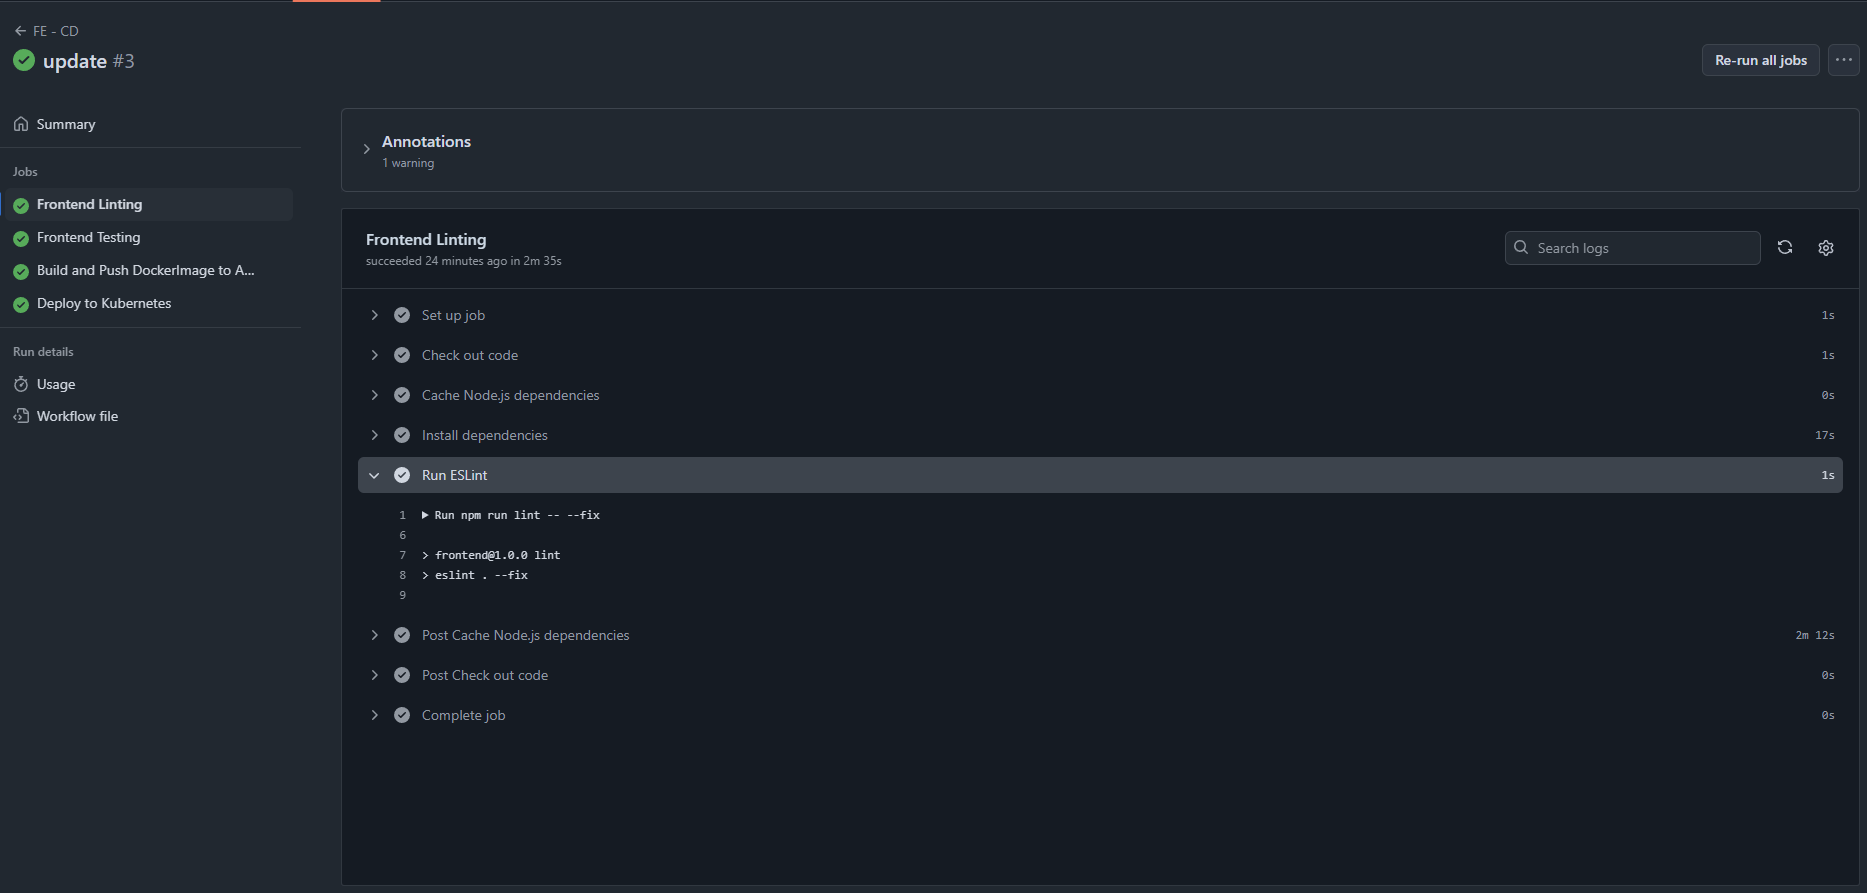 FE - CD
update #3
Re-run all jobs
Summary
Jobs
Frontend Linting
Frontend Testing
Build and Push DockerImage to A...
Deploy to Kubernetes
Run details
Usage
Workflow file
Annotations
1 warning
Frontend Linting
succeeded 24 minutes ago in 2m 35s
Search logs
Set up job 1s
Check out code 1s
Cache Node.js dependencies 0s
Install dependencies 17s
Run ESLint 1s
1 Run npm run lint -- --fix
6
7 > frontend@1.0.0 lint
8 > eslint . --fix
9
Post Cache Node.js dependencies 2m 12s
Post Check out code 0s
Complete job 0s